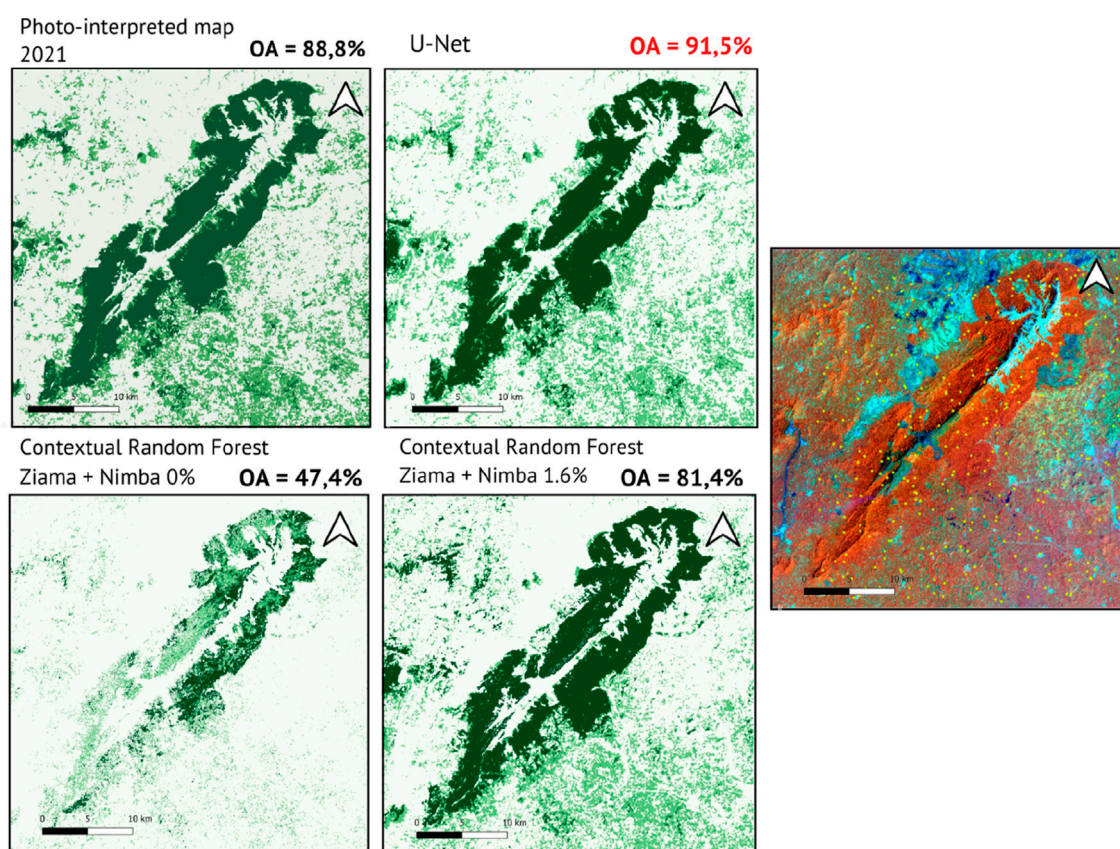 Photo-interpreted map
2021
OA = 88,8%
U-Net
OA = 91,5%
0 5 10 km
0 5 10 km
Contextual Random Forest
Ziama + Nimba 0%
OA = 47,4%
Contextual Random Forest
Ziama + Nimba 1.6%
OA = 81,4%
0 5 10 km
0 5 10 km
0 5 10 km